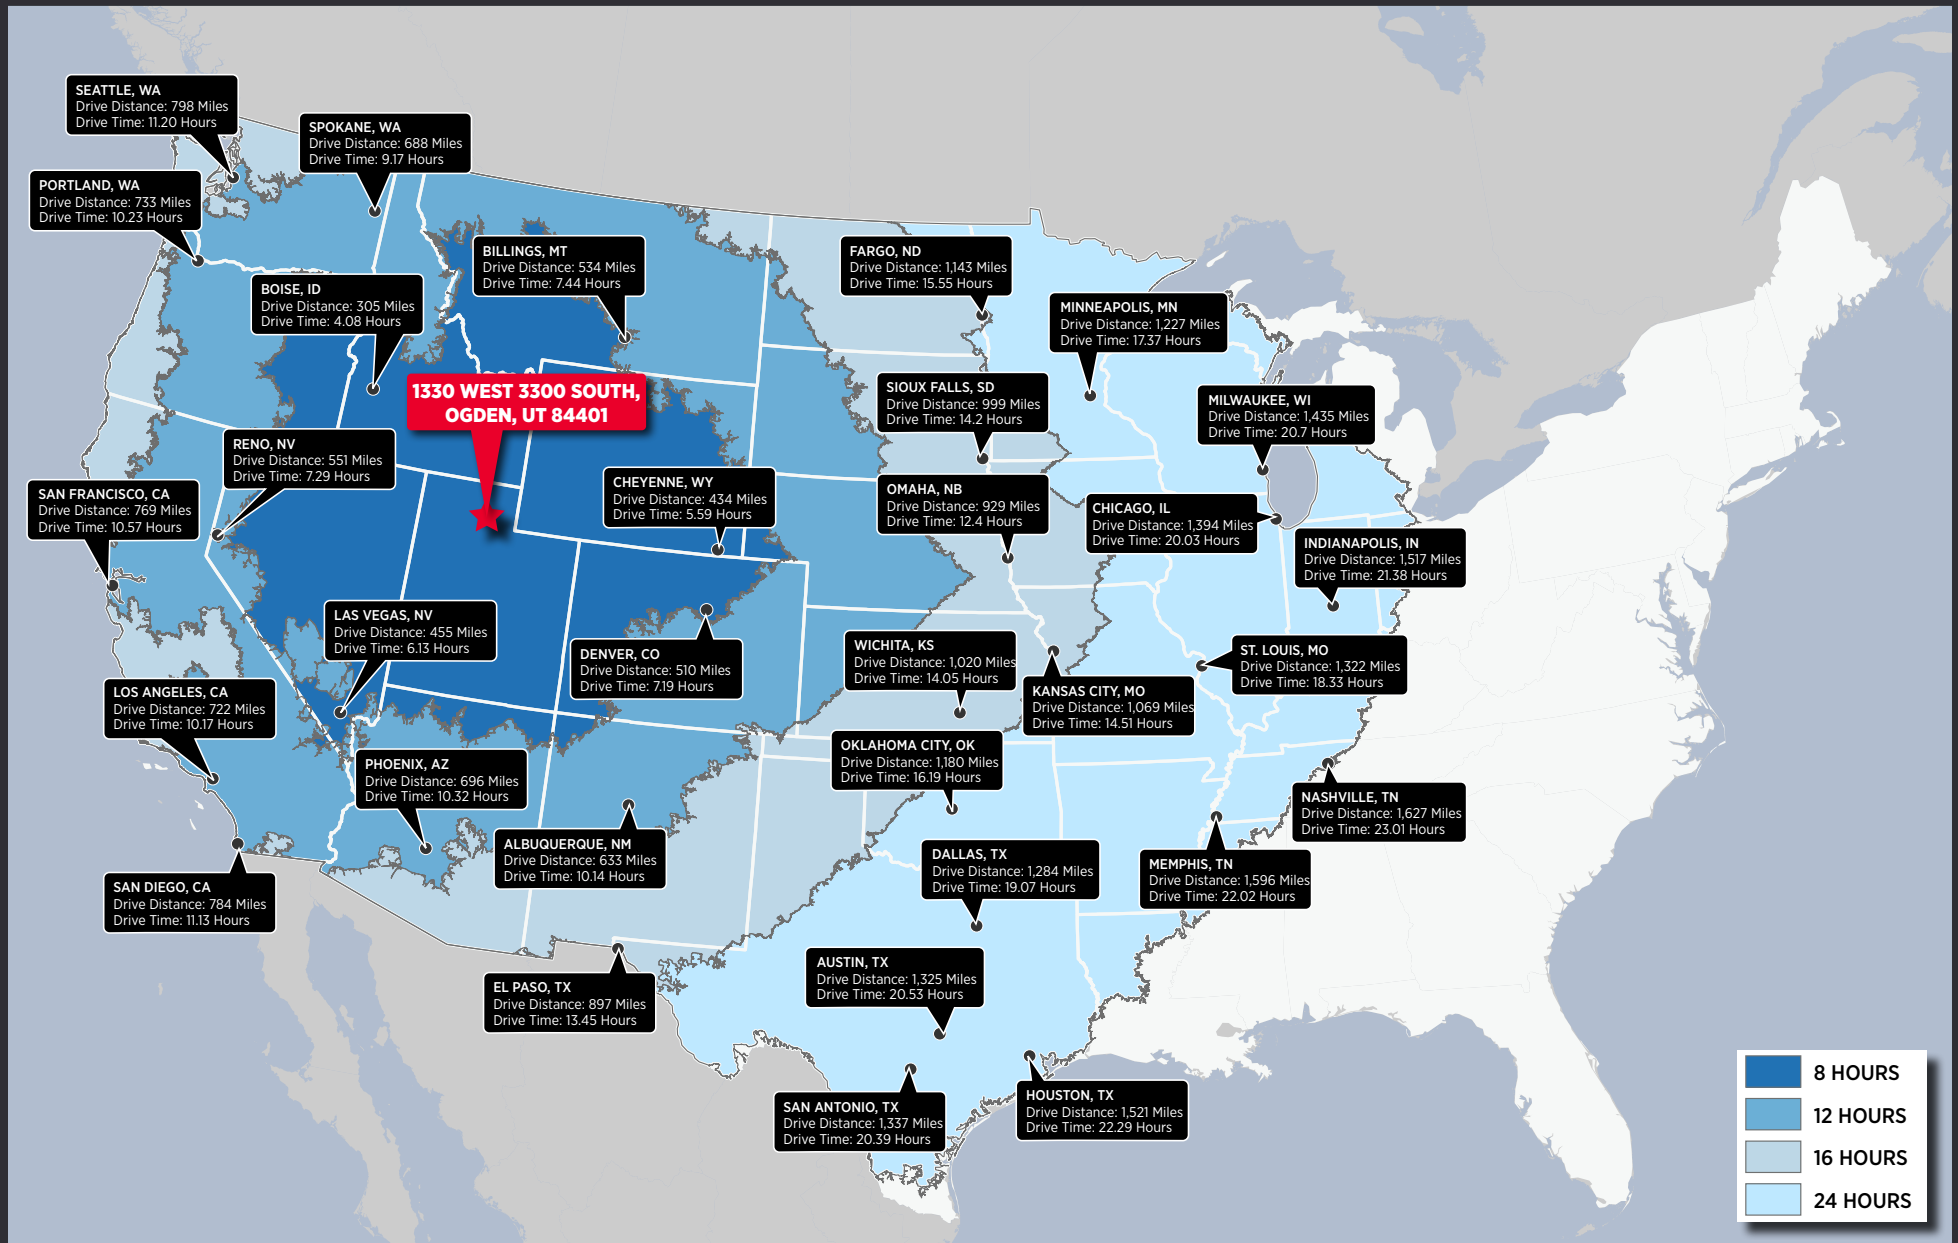 SEATTLE, WA
Drive Distance: 798 Miles
Drive Time: 11.20 Hours
SPOKANE, WA
Drive Distance: 688 Miles
Drive Time: 9.17 Hours
PORTLAND, WA
Drive Distance: 733 Miles
Drive Time: 10.23 Hours
BILLINGS, MT
Drive Distance: 534 Miles
Drive Time: 7.44 Hours
FARGO, ND
Drive Distance: 1,143 Miles
Drive Time: 15.55 Hours
BOISE, ID
Drive Distance: 305 Miles
Drive Time: 4.08 Hours
MINNEAPOLIS, MN
Drive Distance: 1,227 Miles
Drive Time: 17.37 Hours
1330 WEST 3300 SOUTH,
OGDEN, UT 84401
SIOUX FALLS, SD
Drive Distance: 999 Miles
Drive Time: 14.2 Hours
MILWAUKEE, WI
Drive Distance: 1,435 Miles
Drive Time: 20.7 Hours
RENO, NV
Drive Distance: 551 Miles
Drive Time: 7.29 Hours
CHEYENNE, WY
Drive Distance: 434 Miles
Drive Time: 5.59 Hours
SAN FRANCISCO, CA
Drive Distance: 769 Miles
Drive Time: 10.57 Hours
OMAHA, NB
Drive Distance: 929 Miles
Drive Time: 12.4 Hours
CHICAGO, IL
Drive Distance: 1,394 Miles
Drive Time: 20.03 Hours
INDIANAPOLIS, IN
Drive Distance: 1,517 Miles
Drive Time: 21.38 Hours
LAS VEGAS, NV
Drive Distance: 455 Miles
Drive Time: 6.13 Hours
DENVER, CO
Drive Distance: 510 Miles
Drive Time: 7.19 Hours
WICHITA, KS
Drive Distance: 1,020 Miles
Drive Time: 14.05 Hours
ST. LOUIS, MO
Drive Distance: 1,322 Miles
Drive Time: 18.33 Hours
LOS ANGELES, CA
Drive Distance: 722 Miles
Drive Time: 10.17 Hours
KANSAS CITY, MO
Drive Distance: 1,069 Miles
Drive Time: 14.51 Hours
OKLAHOMA CITY, OK
Drive Distance: 1,180 Miles
Drive Time: 16.19 Hours
PHOENIX, AZ
Drive Distance: 696 Miles
Drive Time: 10.32 Hours
NASHVILLE, TN
Drive Distance: 1,627 Miles
Drive Time: 23.01 Hours
ALBUQUERQUE, NM
Drive Distance: 633 Miles
Drive Time: 10.14 Hours
DALLAS, TX
Drive Distance: 1,284 Miles
Drive Time: 19.07 Hours
MEMPHIS, TN
Drive Distance: 1,596 Miles
Drive Time: 22.02 Hours
SAN DIEGO, CA
Drive Distance: 784 Miles
Drive Time: 11.13 Hours
AUSTIN, TX
Drive Distance: 1,325 Miles
Drive Time: 20.53 Hours
EL PASO, TX
Drive Distance: 897 Miles
Drive Time: 13.45 Hours
SAN ANTONIO, TX
Drive Distance: 1,337 Miles
Drive Time: 20.39 Hours
HOUSTON, TX
Drive Distance: 1,521 Miles
Drive Time: 22.29 Hours
8 HOURS
12 HOURS
16 HOURS
24 HOURS